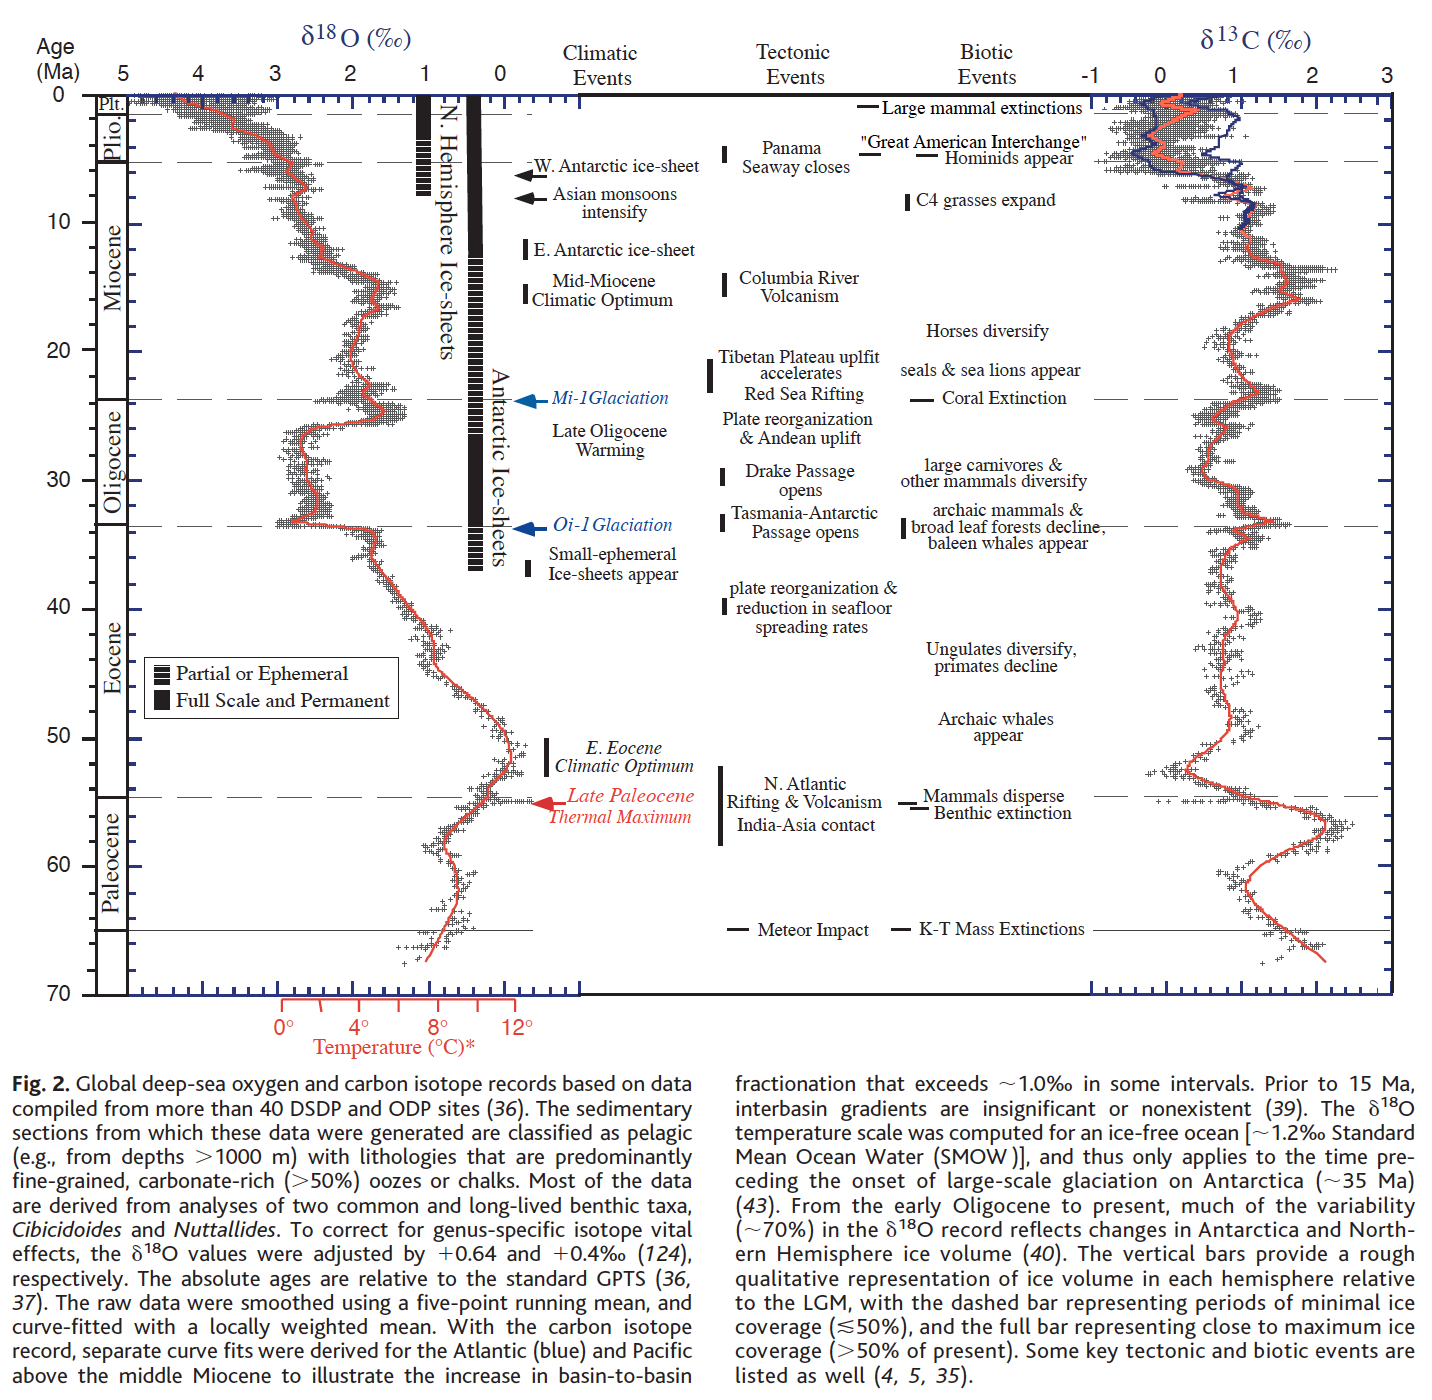 δ18O (‰)
δ13C (‰)
Age
(Ma)
5 4 3 2 1 0
Climatic
Events
Tectonic
Events
Biotic
Events
-1 0 1 2 3
0
10
20
30
40
50
60
70
Plt.
Plio.
Miocene
Oligocene
Eocene
Paleocene
N. Hemisphere Ice-sheets
Antarctic Ice-sheets
Partial or Ephemeral
Full Scale and Permanent
W. Antarctic ice-sheet
Asian monsoons
intensify
E. Antarctic ice-sheet
Mid-Miocene
Climatic Optimum
Mi-1Glaciation
Late Oligocene
Warming
Oi-1Glaciation
Small-ephemeral
Ice-sheets appear
E. Eocene
Climatic Optimum
Late Paleocene
Thermal Maximum
Panama
Seaway closes
Columbia River
Volcanism
Tibetan Plateau uplfit
accelerates
Red Sea Rifting
Plate reorganization
& Andean uplift
Drake Passage
opens
Tasmania-Antarctic
Passage opens
plate reorganization &
reduction in seafloor
spreading rates
N. Atlantic
Rifting & Volcanism
India-Asia contact
Meteor Impact
Large mammal extinctions
"Great American Interchange"
Hominids appear
C4 grasses expand
Horses diversify
seals & sea lions appear
Coral Extinction
large carnivores &
other mammals diversify
archaic mammals &
broad leaf forests decline,
baleen whales appear
Ungulates diversify,
primates decline
Archaic whales
appear
Mammals disperse
Benthic extinction
K-T Mass Extinctions
0° 4° 8° 12°
Temperature (°C)*
Fig. 2. Global deep-sea oxygen and carbon isotope records based on data
compiled from more than 40 DSDP and ODP sites (36). The sedimentary
sections from which these data were generated are classified as pelagic
(e.g., from depths >1000 m) with lithologies that are predominantly
fine-grained, carbonate-rich (>50%) oozes or chalks. Most of the data
are derived from analyses of two common and long-lived benthic taxa,
Cibicidoides and Nuttallides. To correct for genus-specific isotope vital
effects, the δ18O values were adjusted by +0.64 and +0.4‰ (124),
respectively. The absolute ages are relative to the standard GPTS (36,
37). The raw data were smoothed using a five-point running mean, and
curve-fitted with a locally weighted mean. With the carbon isotope
record, separate curve fits were derived for the Atlantic (blue) and Pacific
above the middle Miocene to illustrate the increase in basin-to-basin
fractionation that exceeds ~1.0‰ in some intervals. Prior to 15 Ma,
interbasin gradients are insignificant or nonexistent (39). The δ18O
temperature scale was computed for an ice-free ocean [~1.2‰ Standard
Mean Ocean Water (SMOW)], and thus only applies to the time pre-
ceding the onset of large-scale glaciation on Antarctica (~35 Ma)
(43). From the early Oligocene to present, much of the variability
(~70%) in the δ18O record reflects changes in Antarctica and North-
ern Hemisphere ice volume (40). The vertical bars provide a rough
qualitative representation of ice volume in each hemisphere relative
to the LGM, with the dashed bar representing periods of minimal ice
coverage (≤50%), and the full bar representing close to maximum ice
coverage (>50% of present). Some key tectonic and biotic events are
listed as well (4, 5, 35).